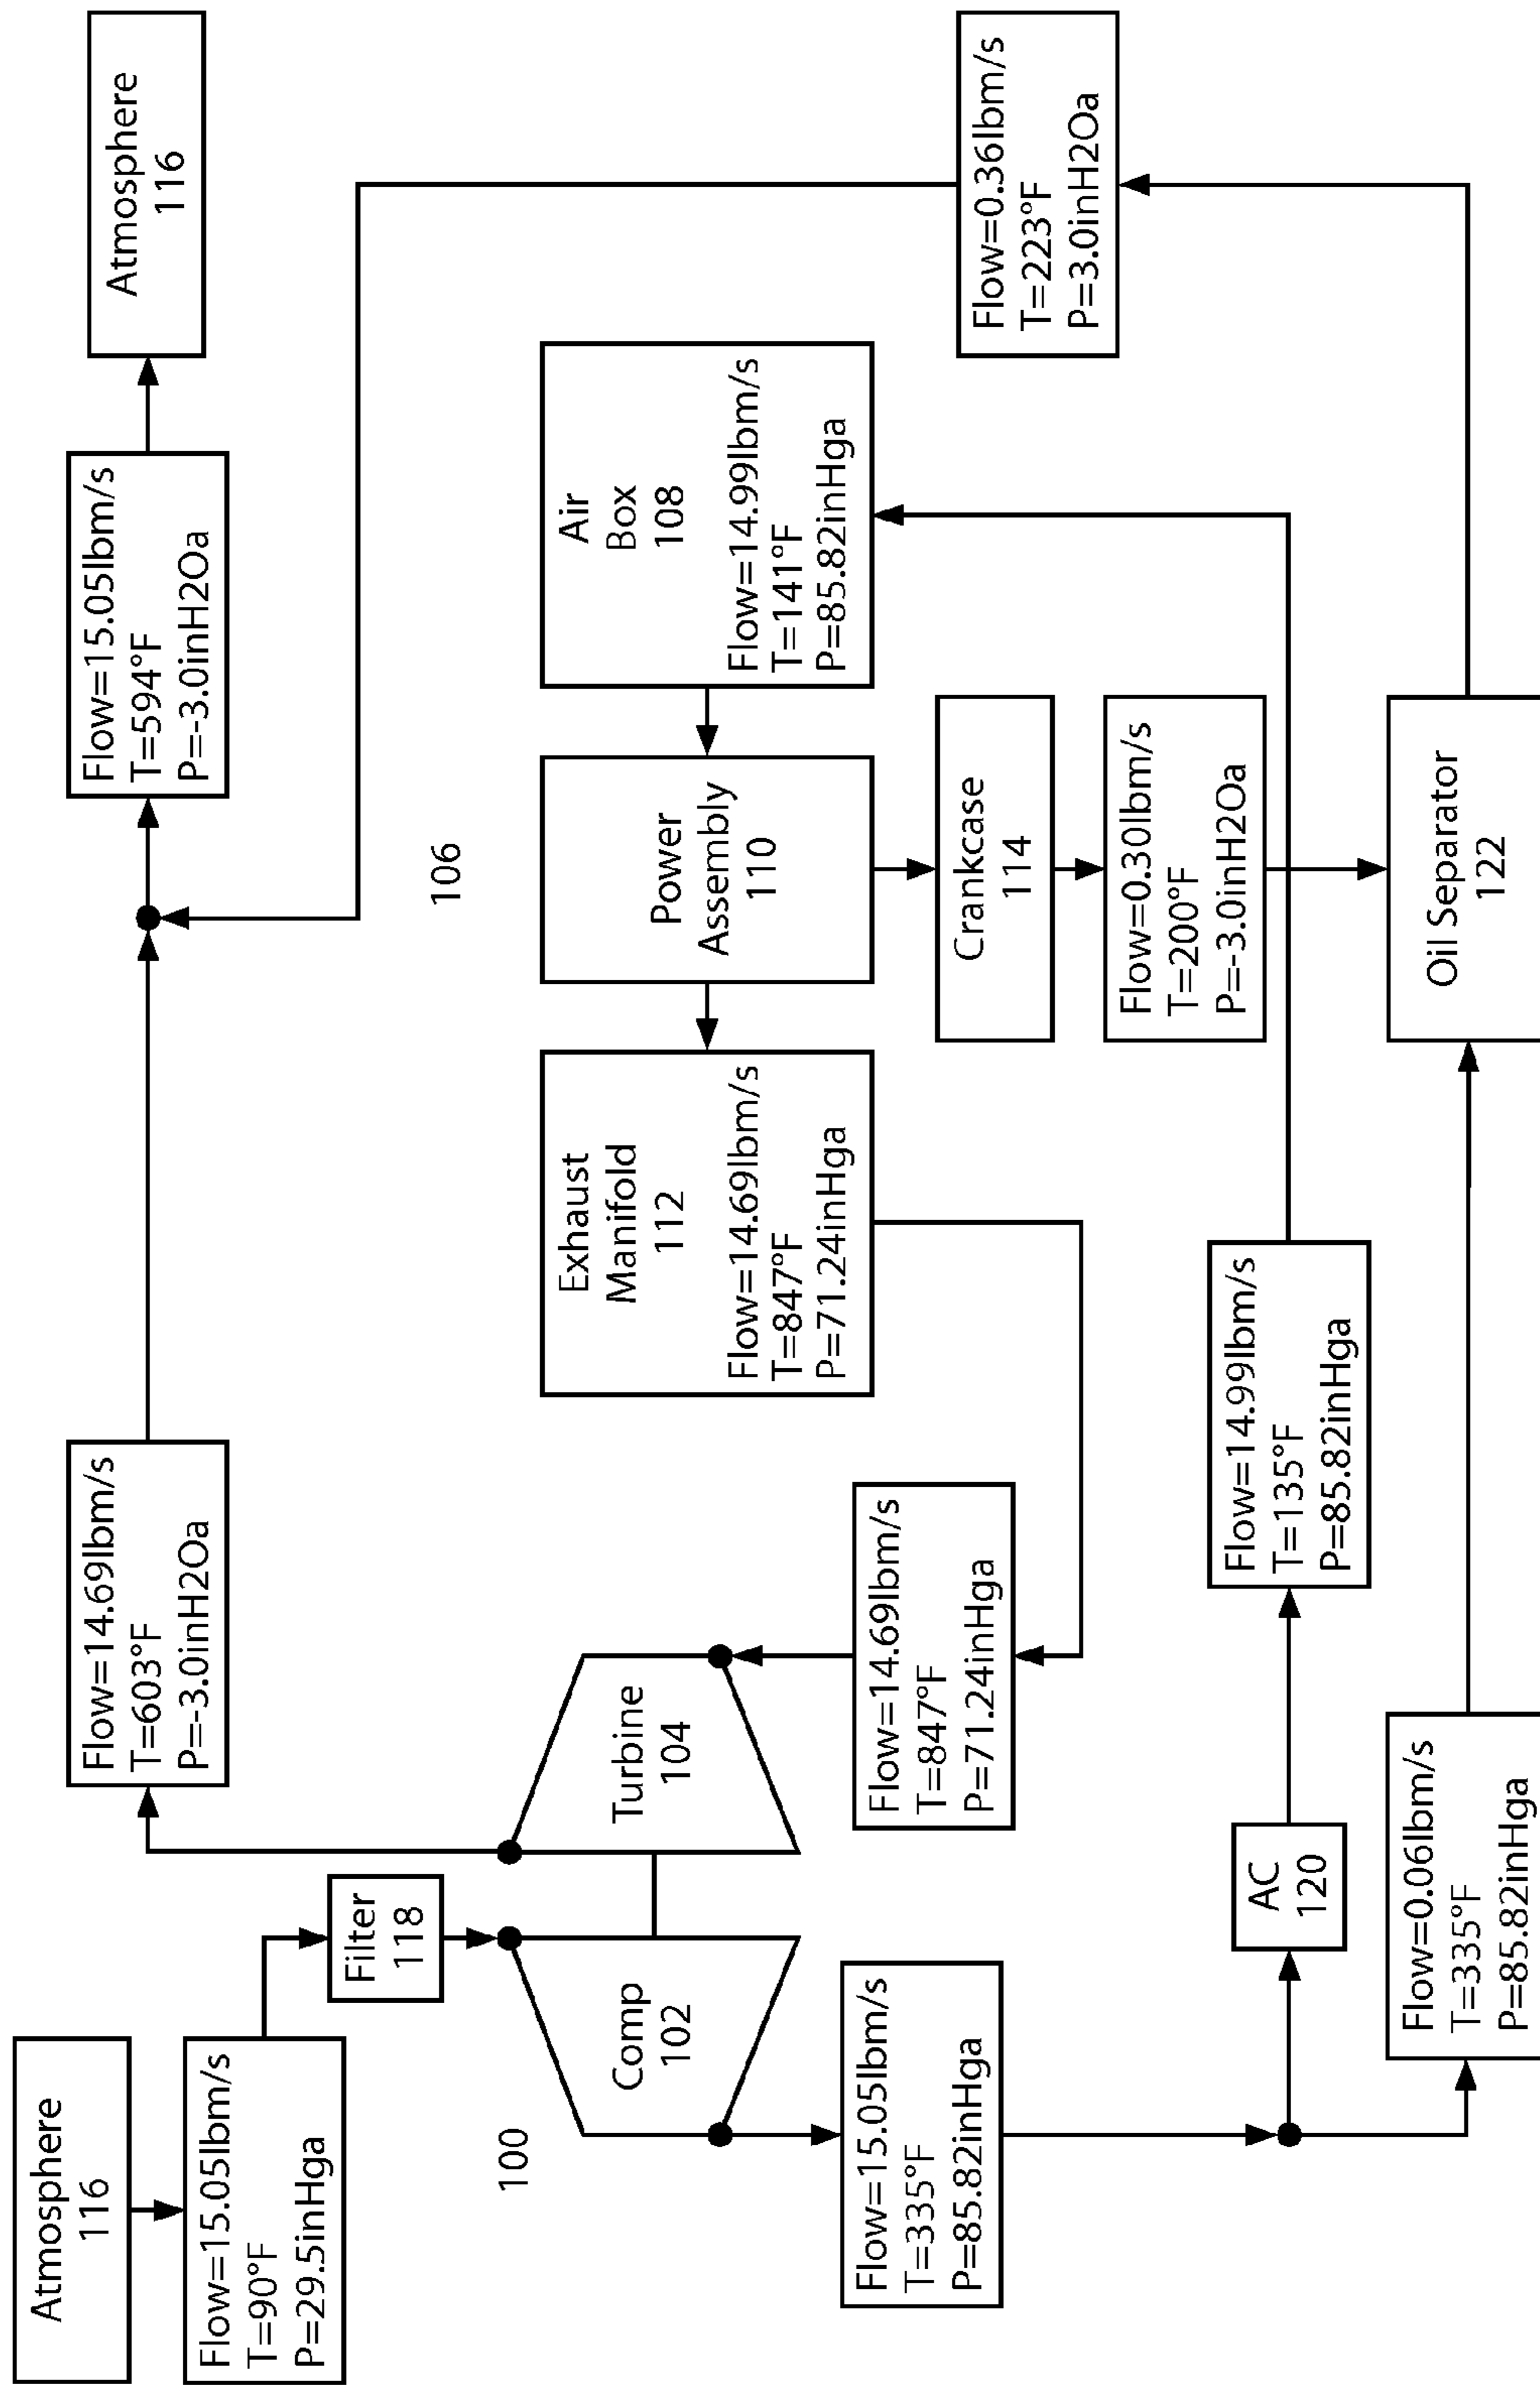 Atmosphere
116
Flow=15.05lbm/s
T=90°F
P=29.5inHga
Filter
118
Comp
102
100
Flow=15.05lbm/s
T=335°F
P=85.82inHga
Turbine
104
Flow=14.69lbm/s
T=603°F
P=-3.0inH2Oa
Flow=14.69lbm/s
T=847°F
P=71.24inHga
AC
120
Flow=0.06lbm/s
T=335°F
P=85.82inHga
Flow=14.99lbm/s
T=135°F
P=85.82inHga
Exhaust
Manifold
112
Flow=14.69lbm/s
T=847°F
P=71.24inHga
106
Power
Assembly
110
Crankcase
114
Flow=0.30lbm/s
T=200°F
P=-3.0inH2Oa
Oil Separator
122
Air
Box
108
Flow=14.99lbm/s
T=141°F
P=85.82inHga
Flow=15.05lbm/s
T=594°F
P=-3.0inH2Oa
Atmosphere
116
Flow=0.36lbm/s
T=223°F
P=3.0inH2Oa